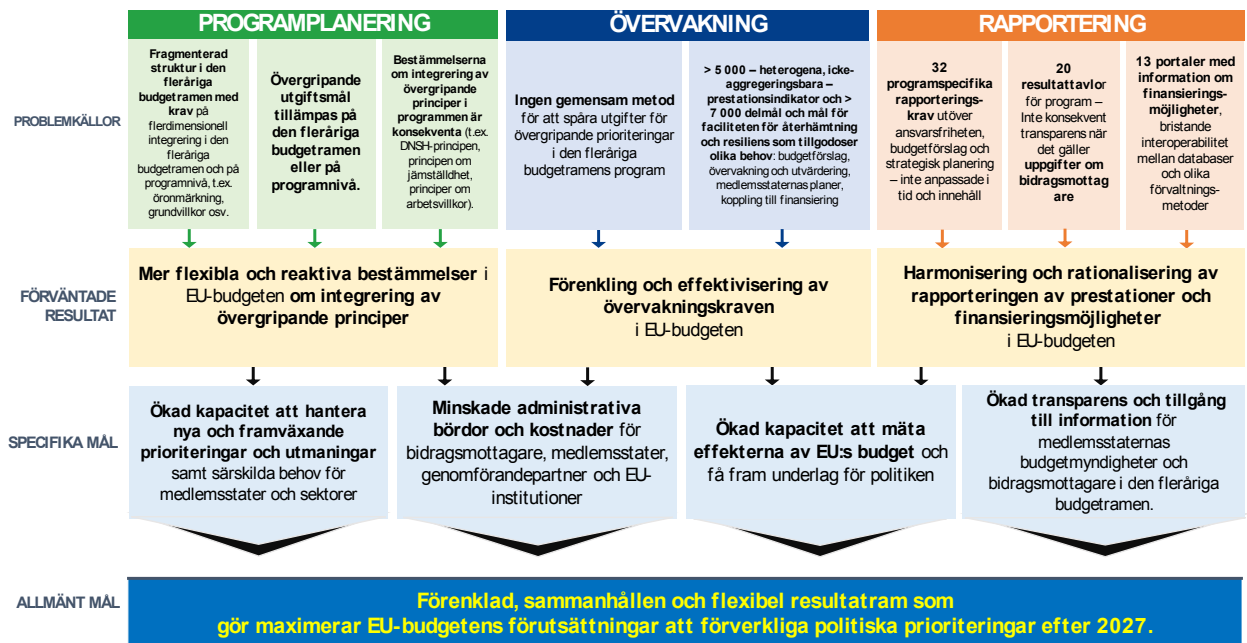 PROGRAMPLANERING
ÖVERVAKNING
RAPPORTERING
PROBLEMKÄLLOR
Fragmenterad
struktur i den
fleråriga
budgetramen med
krav på
flerdimensionell
integrering i den
fleråriga
budgetramen och på
programnivå, t.ex.
öronmärkning,
grundvillkor osv.
Övergripande
utgiftsmål
tillämpas på
den fleråriga
budgetramen
eller på
programnivå.
Bestämmelserna
om integrering av
övergripande
principer i
programmen är
konsekventa (t.ex.
DNSH-principen,
principen om
jämställdhet,
principer om
arbetsvillkor).
Ingen gemensam metod
för att spåra utgifter för
övergripande prioriteringar
i den fleråriga
budgetramens program
> 5 000 – heterogena, icke-
aggregeringsbara –
prestationsindikator och >
7 000 delmål och mål för
faciliteten för återhämtning
och resiliens som tillgodoser
olika behov: budgetförslag,
övervakning och utvärdering,
medlemsstaternas planer,
koppling till finansiering
32
programspecifika
rapporterings-
krav utöver
ansvarsfriheten,
budgetförslag och
strategisk planering
– inte anpassade i
tid och innehåll
20
resultattavlor
för program –
Inte konsekvent
transparens när
det gäller
uppgifter om
bidragsmottag
are
13 portaler med
information om
finansierings-
möjligheter,
bristande
interoperabilitet
mellan databaser
och olika
förvaltnings-
metoder
FÖRVÄNTADE
RESULTAT
Mer flexibla och reaktiva bestämmelser i
EU-budgeten om integrering av
övergripande principer
Förenkling och effektivisering av
övervakningskraven
i EU-budgeten
Harmonisering och rationalisering av
rapporteringen av prestationer och
finansieringsmöjligheter
i EU-budgeten
SPECIFIKA MÅL
Ökad kapacitet att hantera
nya och framväxande
prioriteringar och utmaningar
samt särskilda behov för
medlemsstater och sektorer
Minskade administrativa
bördor och kostnader för
bidragsmottagare, medlemsstater,
genomförandepartner och EU-
institutioner
Ökad kapacitet att mäta
effekterna av EU:s budget och
få fram underlag för politiken
Ökad transparens och tillgång
till information för
medlemsstaternas
budgetmyndigheter och
bidragsmottagare i den fleråriga
budgetramen.
ALLMÄNT MÅL
Förenklad, sammanhållen och flexibel resultatram som
gör maximerar EU-budgetens förutsättningar att förverkliga politiska prioriteringar efter 2027.